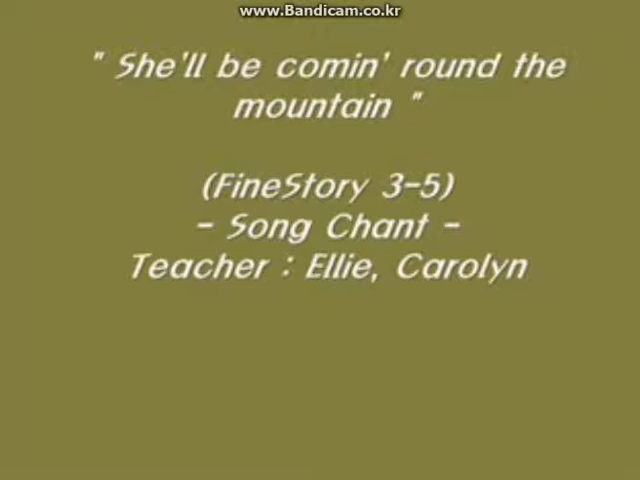 www.Bandicam.co.kr
" She'll be comin' round the
mountain "
(FineStory 3-5)
- Song Chant -
Teacher : Ellie, Carolyn